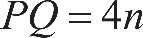 PQ = 4n